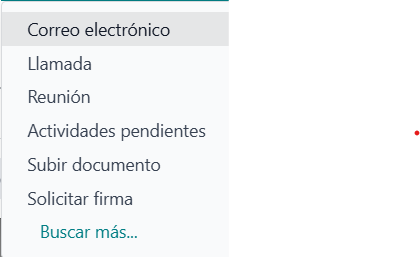 Correo electrónico
Llamada
Reunión
Actividades pendientes
Subir documento
Solicitar firma
Buscar más...